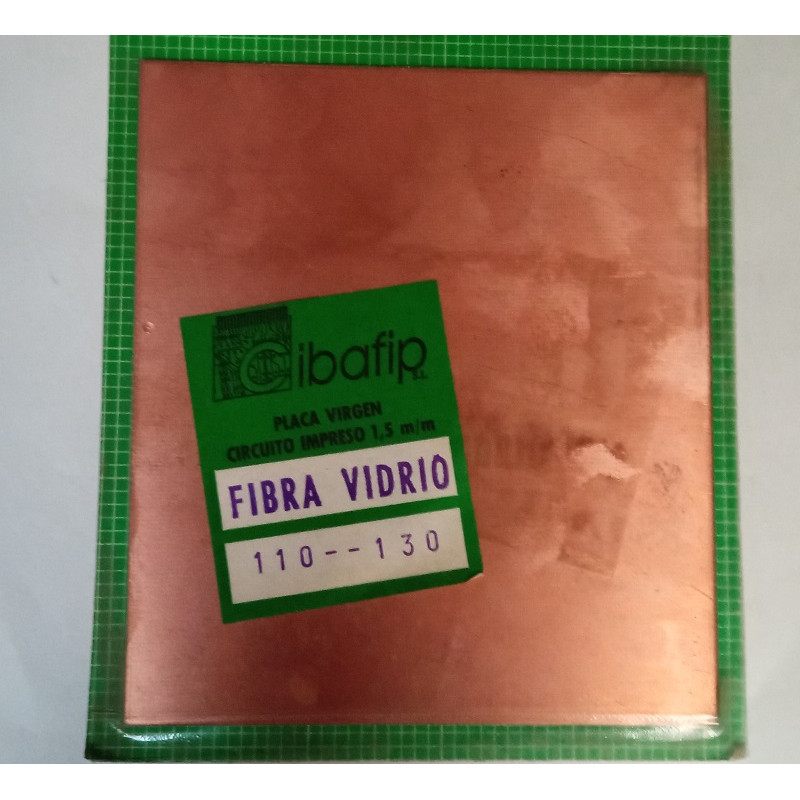 Cibafip
S.L.
PLACA VIRGEN
CIRCUITO IMPRESO 1,5 m/m
FIBRA VIDRIO
110--130